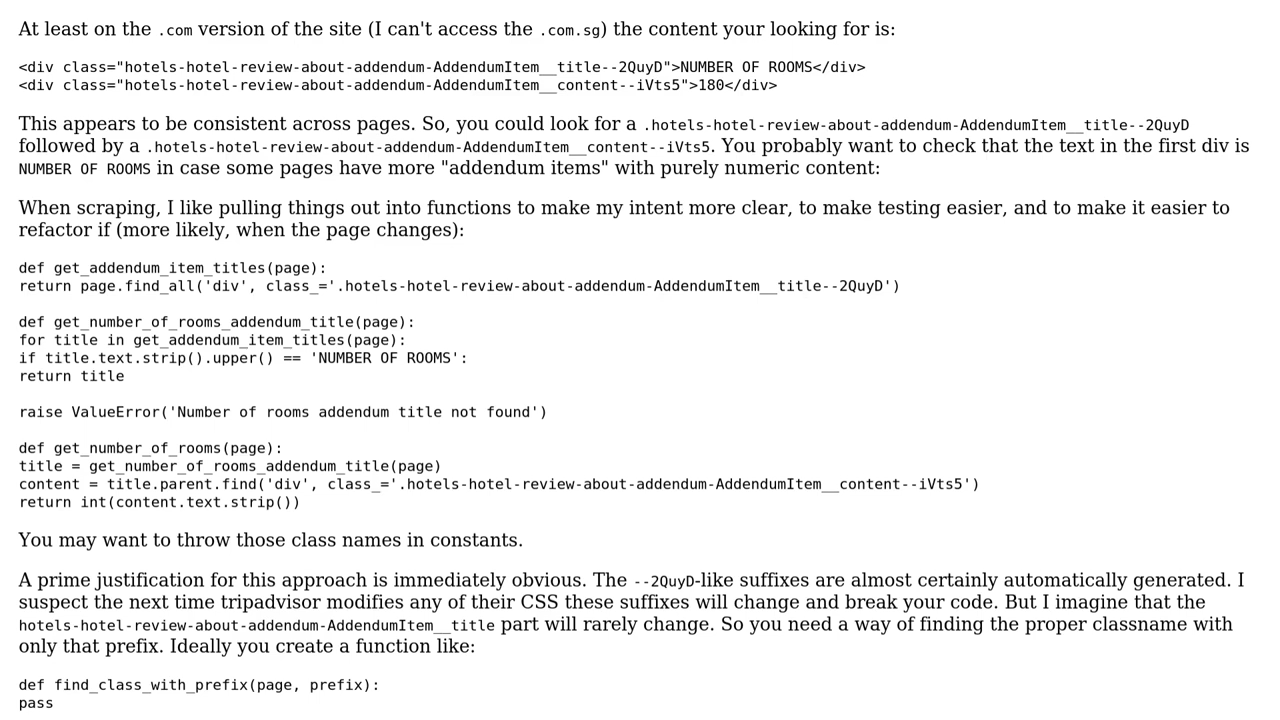 At least on the .com version of the site (I can't access the .com.sg) the content your looking for is:
<div class="hotels-hotel-review-about-addendum-AddendumItem__title--2QuyD">NUMBER OF ROOMS</div>
<div class="hotels-hotel-review-about-addendum-AddendumItem__content--iVts5">180</div>
This appears to be consistent across pages. So, you could look for a .hotels-hotel-review-about-addendum-AddendumItem__title--2QuyD
followed by a .hotels-hotel-review-about-addendum-AddendumItem__content--iVts5. You probably want to check that the text in the first div is
NUMBER OF ROOMS in case some pages have more "addendum items" with purely numeric content:
When scraping, I like pulling things out into functions to make my intent more clear, to make testing easier, and to make it easier to
refactor if (more likely, when the page changes):
def get_addendum_item_titles(page):
return page.find_all('div', class_='.hotels-hotel-review-about-addendum-AddendumItem__title--2QuyD')
def get_number_of_rooms_addendum_title(page):
for title in get_addendum_item_titles(page):
if title.text.strip().upper() == 'NUMBER OF ROOMS':
return title
raise ValueError('Number of rooms addendum title not found')
def get_number_of_rooms(page):
title = get_number_of_rooms_addendum_title(page)
content = title.parent.find('div', class_='.hotels-hotel-review-about-addendum-AddendumItem__content--iVts5')
return int(content.text.strip())
You may want to throw those class names in constants.
A prime justification for this approach is immediately obvious. The --2QuyD-like suffixes are almost certainly automatically generated. I
suspect the next time tripadvisor modifies any of their CSS these suffixes will change and break your code. But I imagine that the
hotels-hotel-review-about-addendum-AddendumItem__title part will rarely change. So you need a way of finding the proper classname with
only that prefix. Ideally you create a function like:
def find_class_with_prefix(page, prefix):
pass